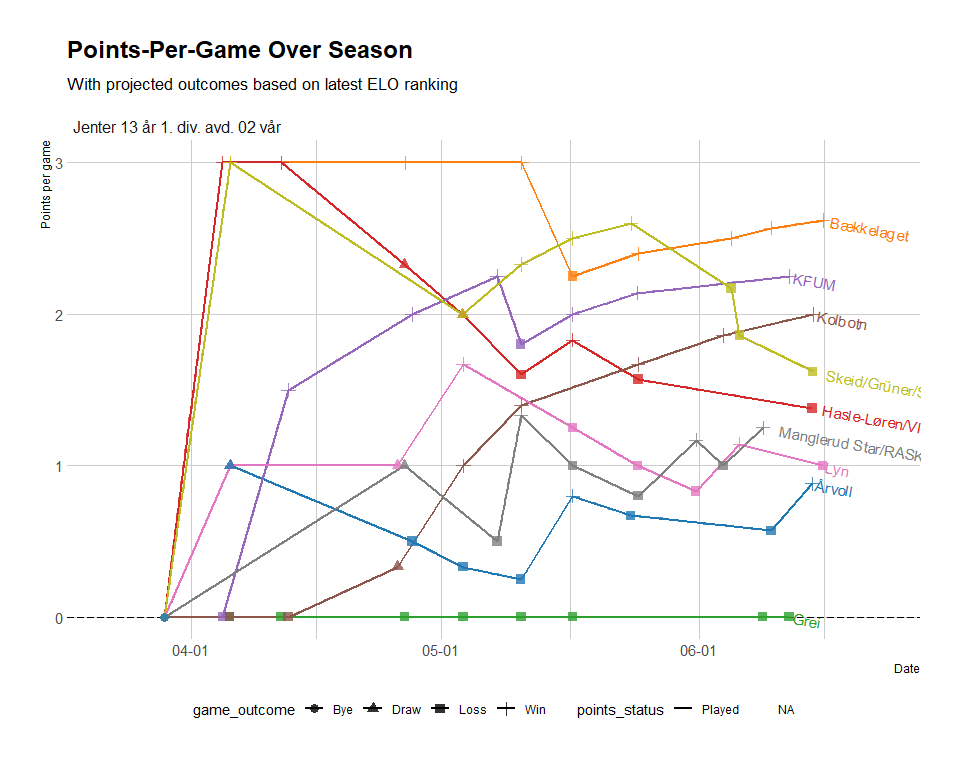 Points-Per-Game Over Season
With projected outcomes based on latest ELO ranking
Jenter 13 år 1. div. avd. 02 vår
Points per game
3
2
1
0
Bækkelaget
KFUM
Kolbotn
Skeid/Grüner/S
Hasle-Løren/VI
Manglerud Star/RASK
Lyn
Årvoll
Grei
04-01
05-01
06-01
Date
game_outcome Bye Draw Loss Win points_status Played NA